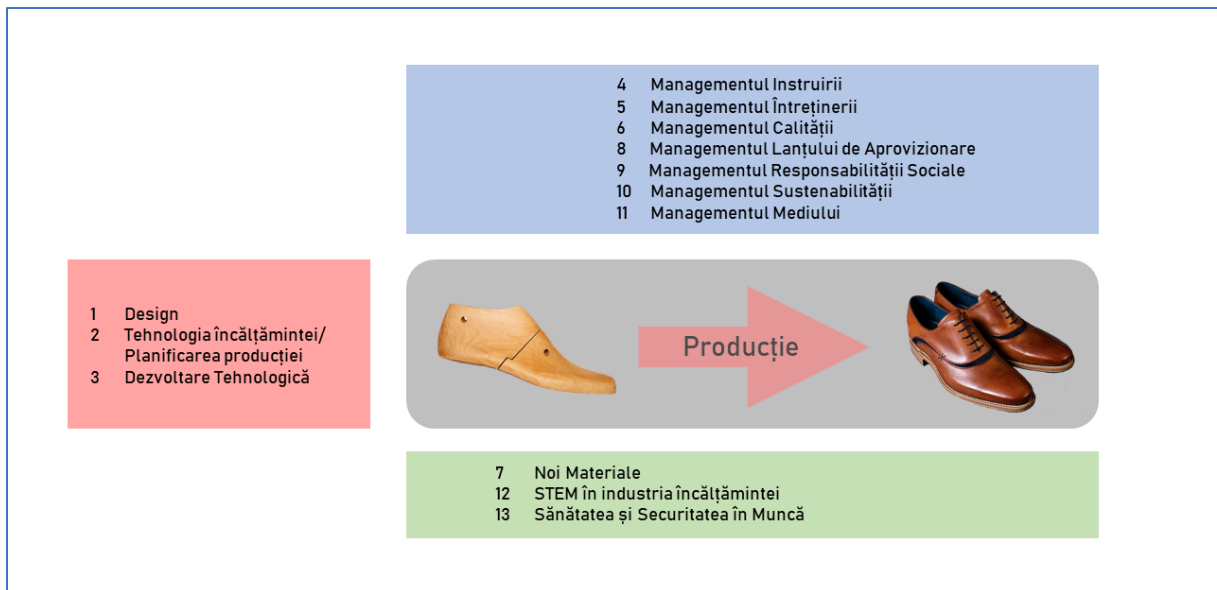 4 Managementul Instruirii
5 Managementul Întreținerii
6 Managementul Calității
8 Managementul Lanțului de Aprovizionare
9 Managementul Responsabilității Sociale
10 Managementul Sustenabilității
11 Managementul Mediului
1 Design
2 Tehnologia încălțămintei/
Planificarea producției
3 Dezvoltare Tehnologică
Producție
7 Noi Materiale
12 STEM în industria încălțămintei
13 Sănătatea și Securitatea în Muncă